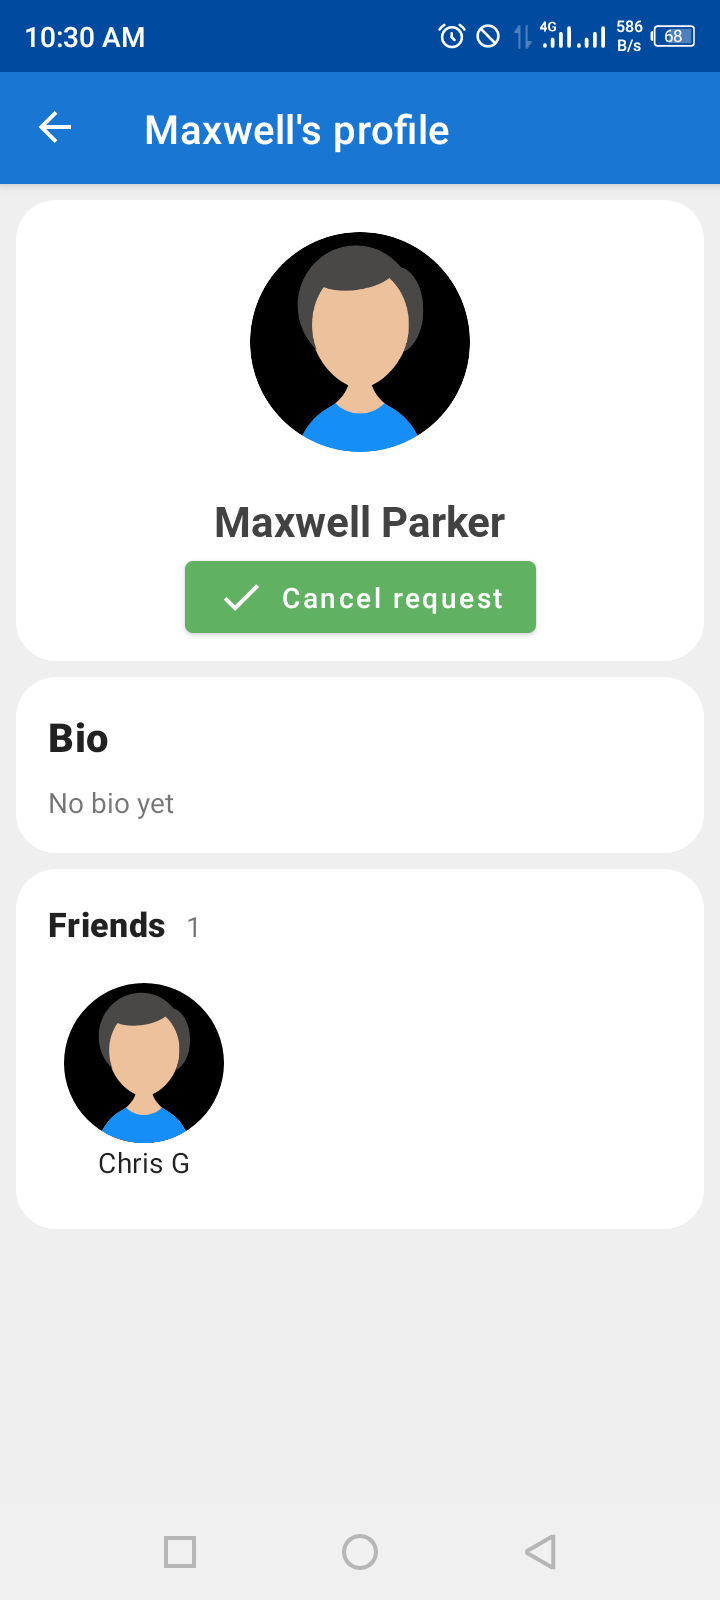 10:30 AM
4G
586
B/s
68
Maxwell's profile
Maxwell Parker
Cancel request
Bio
No bio yet
Friends 1
Chris G